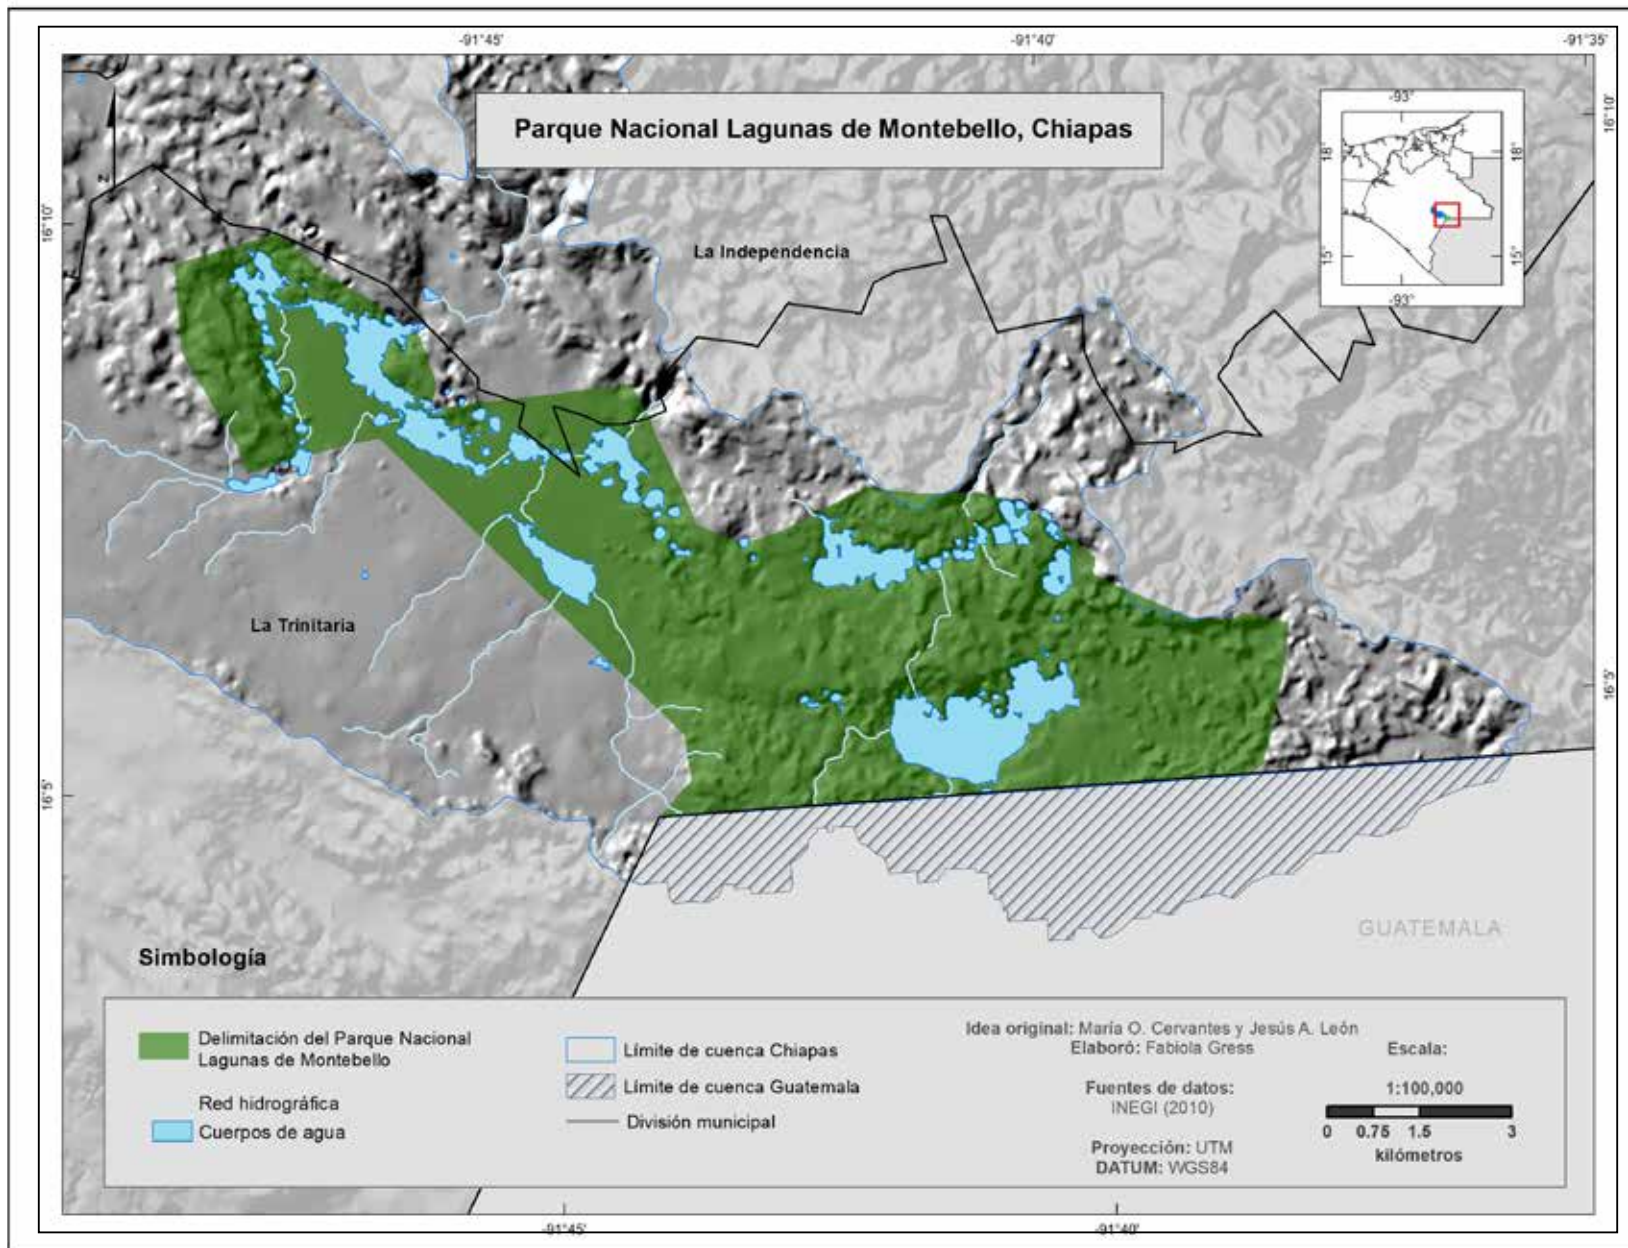 -91°45'
-91°40'
-91°35'
Parque Nacional Lagunas de Montebello, Chiapas
-93°
18°
18°
15°
15°
-93°
16°10'
16°10'
z
La Independencia
1
La Trinitaria
16°5'
16°5'
GUATEMALA
Simbología
Delimitación del Parque Nacional
Lagunas de Montebello
Red hidrográfica
Cuerpos de agua
Límite de cuenca Chiapas
Límite de cuenca Guatemala
División municipal
Idea original: María O. Cervantes y Jesús A. León
Elaboró: Fabiola Gress
Fuentes de datos:
INEGI (2010)
Proyección: UTM
DATUM: WGS84
Escala:
1:100,000
0 0.75 1.5 3
kilómetros
-91°45'
-91°40'